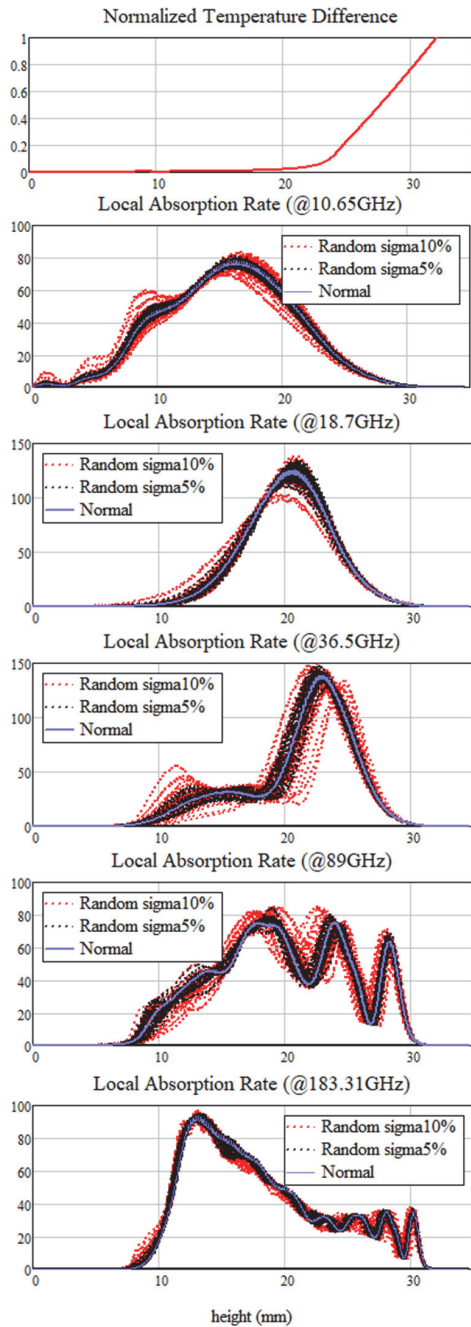 Normalized Temperature Difference
1
0.8
0.6
0.4
0.2
0
0 10 20 30
Local Absorption Rate (@10.65GHz)
100
80
60
40
20
0
Random sigma10%
Random sigma5%
Normal
0 10 20 30
Local Absorption Rate (@18.7GHz)
150
100
50
0
Random sigma10%
Random sigma5%
Normal
0 10 20 30
Local Absorption Rate (@36.5GHz)
150
100
50
0
Random sigma10%
Random sigma5%
Normal
0 10 20 30
Local Absorption Rate (@89GHz)
100
80
60
40
20
0
Random sigma10%
Random sigma5%
Normal
0 10 20 30
Local Absorption Rate (@183.31GHz)
100
80
60
40
20
0
Random sigma10%
Random sigma5%
Normal
0 10 20 30
height (mm)